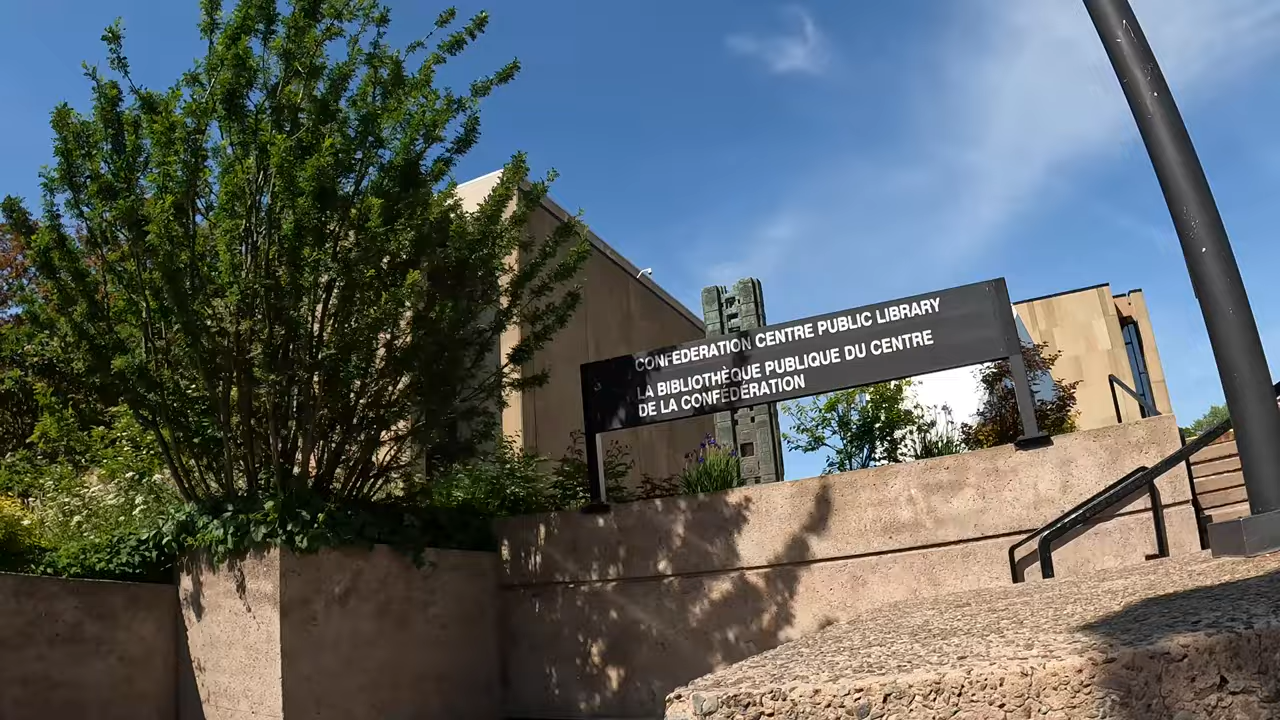 CONFEDERATION CENTRE PUBLIC LIBRARY
LA BIBLIOTHÈQUE PUBLIQUE DU CENTRE
DE LA CONFÉDÉRATION